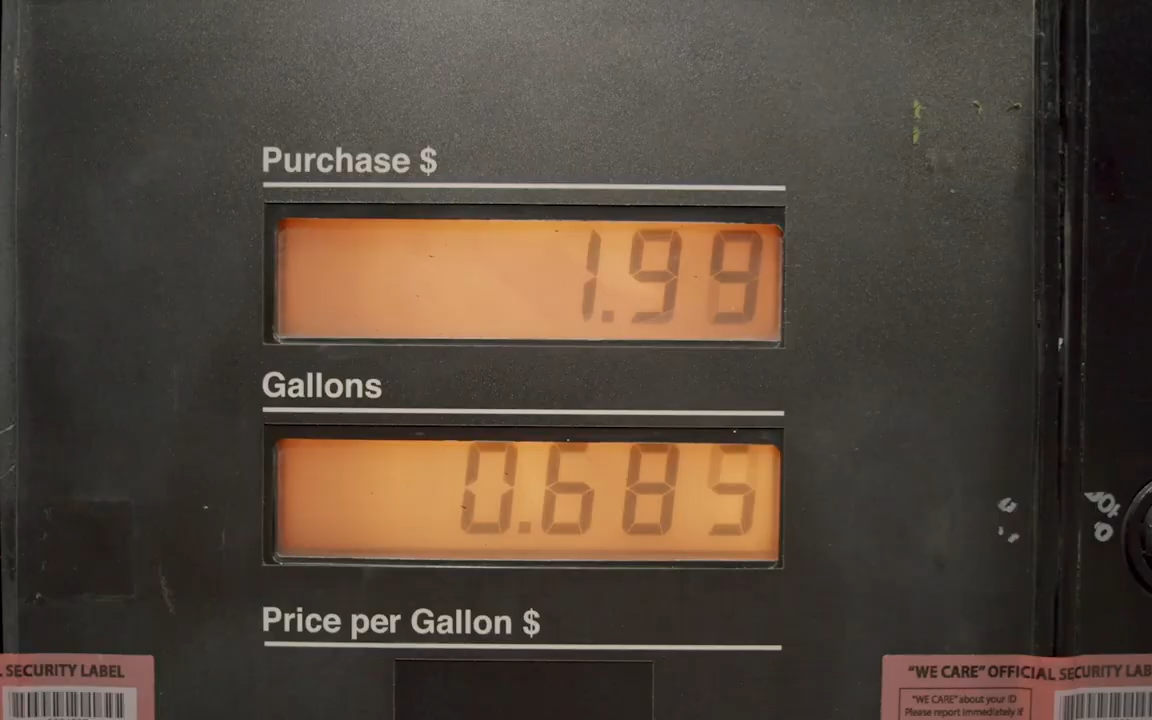 Purchase $
1.99
Gallons
0.685
Price per Gallon $
SECURITY LABEL
"WE CARE" OFFICIAL SECURITY LAB
"WE CARE" about your ID
Please report immediately if